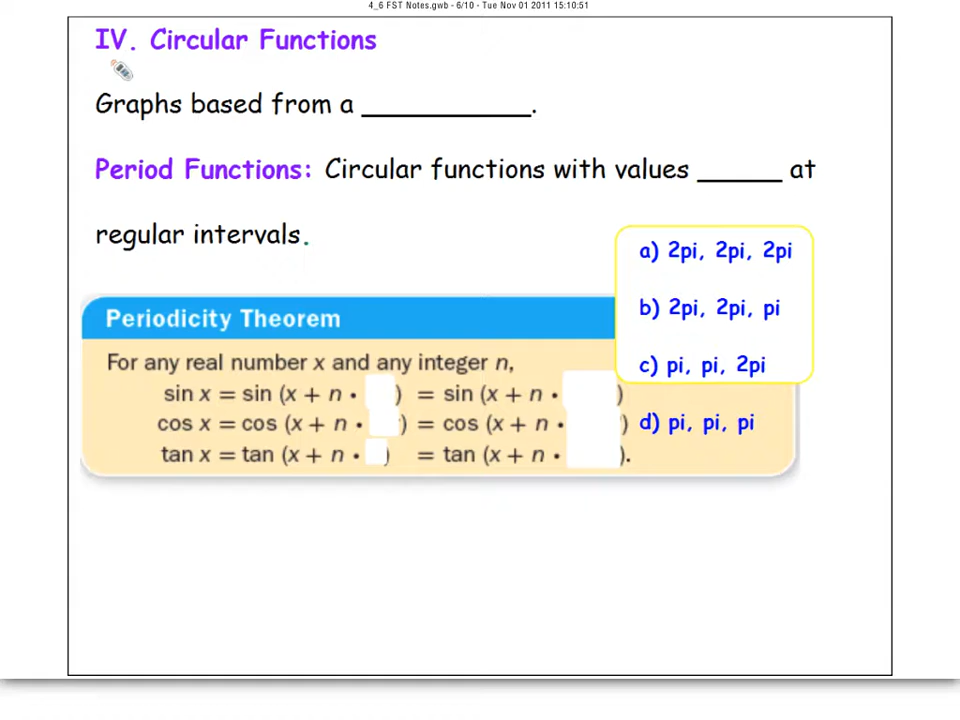 4_6 FST Notes.gwb - 6/10 - Tue Nov 01 2011 15:10:51
IV. Circular Functions
Graphs based from a ____________.
Period Functions: Circular functions with values ______ at
regular intervals.
a) 2pi, 2pi, 2pi
b) 2pi, 2pi, pi
c) pi, pi, 2pi
d) pi, pi, pi
Periodicity Theorem
For any real number x and any integer n,
sin x = sin (x + n • ) = sin (x + n • )
cos x = cos (x + n • ) = cos (x + n • )
tan x = tan (x + n • ) = tan (x + n • ).